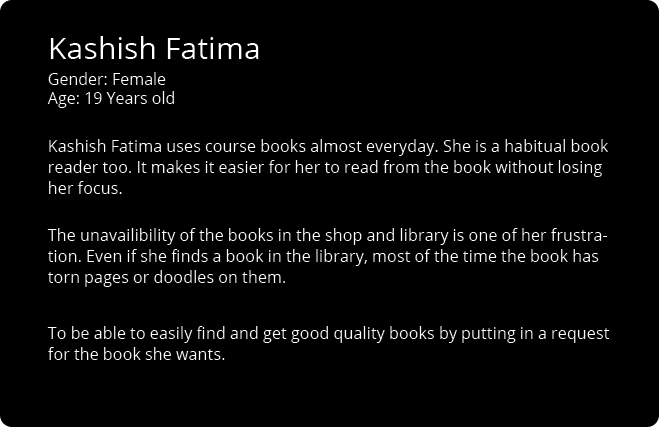 Kashish Fatima
Gender: Female
Age: 19 Years old
Kashish Fatima uses course books almost everyday. She is a habitual book
reader too. It makes it easier for her to read from the book without losing
her focus.
The unavailibility of the books in the shop and library is one of her frustra-
tion. Even if she finds a book in the library, most of the time the book has
torn pages or doodles on them.
To be able to easily find and get good quality books by putting in a request
for the book she wants.